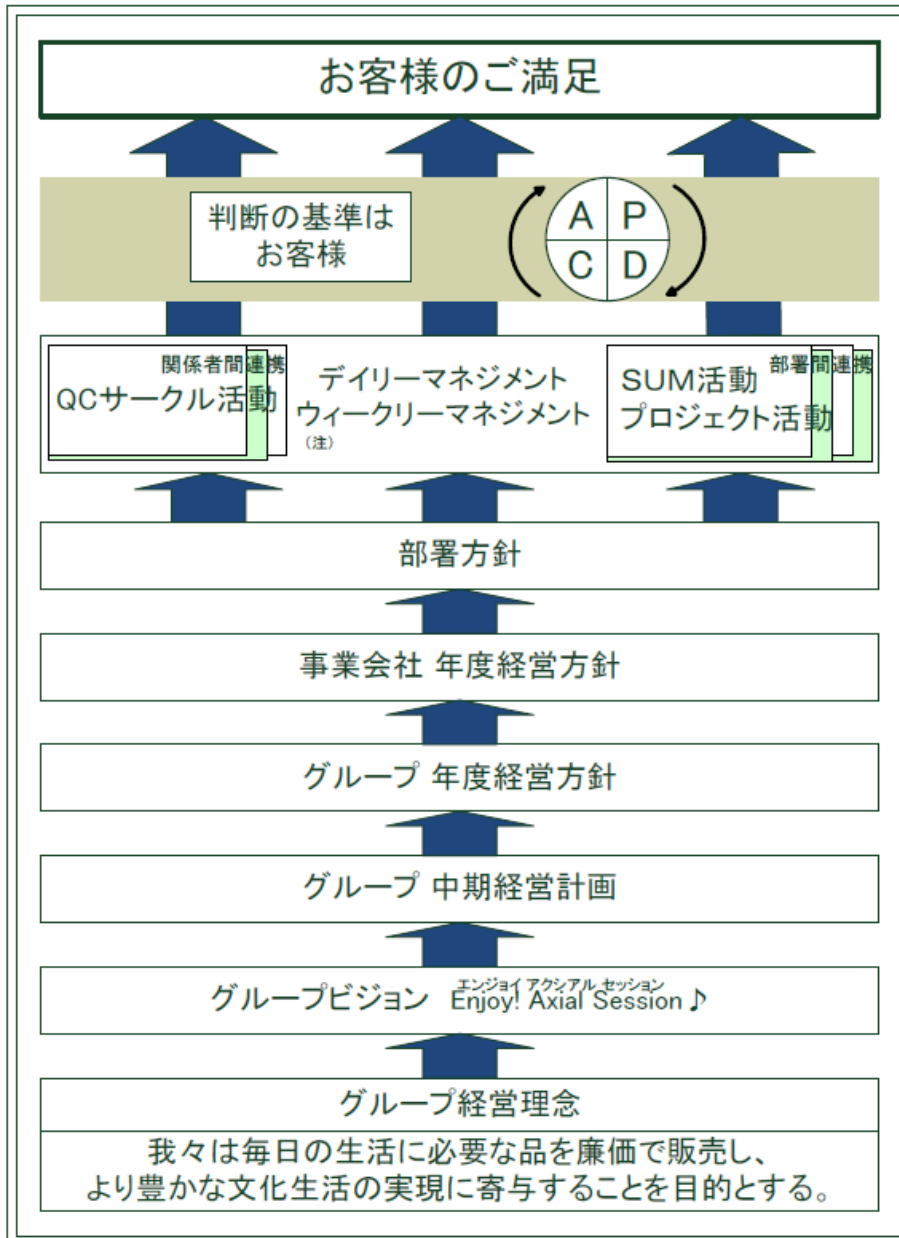 お客様のご満足
判断の基準は
お客様
A P
C D
関係者間連携
QCサークル活動
デイリーマネジメント
ウィークリーマネジメント
(注)
部署間連携
SUM活動
プロジェクト活動
部署方針
事業会社 年度経営方針
グループ 年度経営方針
グループ 中期経営計画
エンジョイ アクシアル セッション
グループビジョン Enjoy! Axial Session♪
グループ経営理念
我々は毎日の生活に必要な品を廉価で販売し、
より豊かな文化生活の実現に寄与することを目的とする。